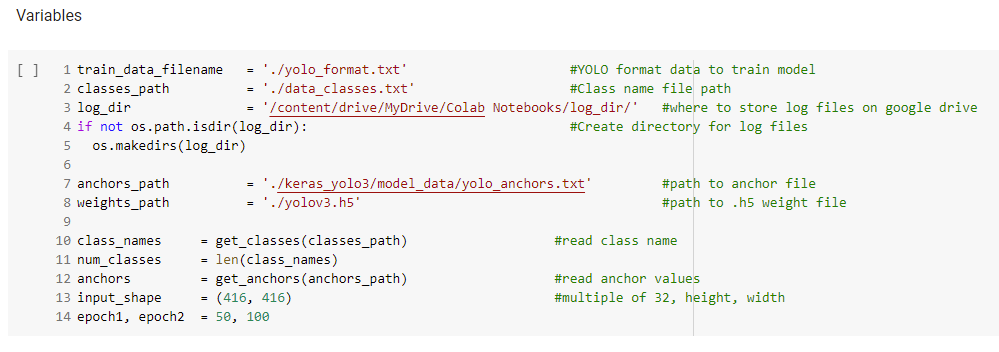 Variables
[ ]
1 train_data_filename   = './yolo_format.txt'                     #YOLO format data to train model
2 classes_path          = './data_classes.txt'                    #Class name file path
3 log_dir               = '/content/drive/MyDrive/Colab Notebooks/log_dir/'   #where to store log files on google drive
4 if not os.path.isdir(log_dir):                                  #Create directory for log files
5   os.makedirs(log_dir)
6
7 anchors_path          = './keras_yolo3/model_data/yolo_anchors.txt'         #path to anchor file
8 weights_path          = './yolov3.h5'                                       #path to .h5 weight file
9
10 class_names     = get_classes(classes_path)                   #read class name
11 num_classes     = len(class_names)
12 anchors         = get_anchors(anchors_path)                   #read anchor values
13 input_shape     = (416, 416)                                  #multiple of 32, height, width
14 epoch1, epoch2  = 50, 100